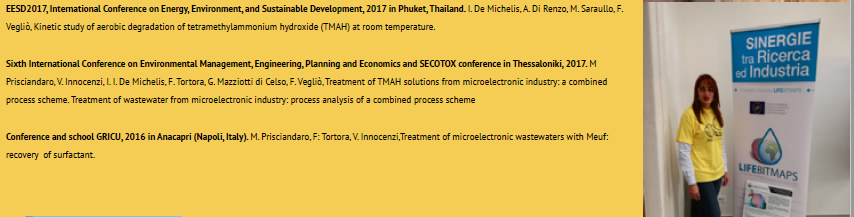 EESD2017, International Conference on Energy, Environment, and Sustainable Development, 2017 in Phuket, Thailand. I. De Michelis, A. Di Renzo, M. Saraullo, F.
Vegliò, Kinetic study of aerobic degradation of tetramethylammonium hydroxide (TMAH) at room temperature.
Sixth International Conference on Environmental Management, Engineering, Planning and Economics and SECOTOX conference in Thessaloniki, 2017. M
Prisciandaro, V. Innocenzi, I. I. De Michelis, F. Tortora, G. Mazziotti di Celso, F. Vegliò, Treatment of TMAH solutions from microelectronic industry: a combined
process scheme. Treatment of wastewater from microelectronic industry: process analysis of a combined process scheme
Conference and school GRICU, 2016 in Anacapri (Napoli, Italy). M. Prisciandaro, F: Tortora, V. Innocenzi,Treatment of microelectronic wastewaters with Meuf:
recovery of surfactant.
SINERGIE
tra Ricerca
ed Industria
LIFEBITMAPS